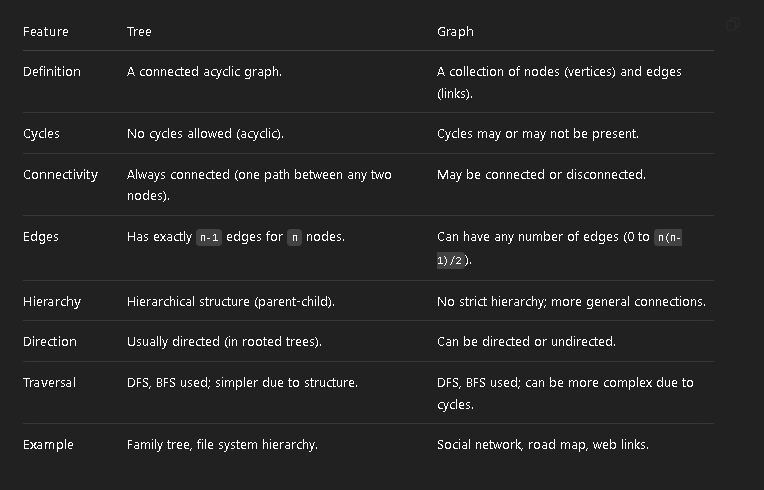 Feature Tree Graph
Definition A connected acyclic graph. A collection of nodes (vertices) and edges
(links).
Cycles No cycles allowed (acyclic). Cycles may or may not be present.
Connectivity Always connected (one path between any two May be connected or disconnected.
nodes).
Edges Has exactly n-1 edges for n nodes. Can have any number of edges (0 to n(n-
1)/2).
Hierarchy Hierarchical structure (parent-child). No strict hierarchy; more general connections.
Direction Usually directed (in rooted trees). Can be directed or undirected.
Traversal DFS, BFS used; simpler due to structure. DFS, BFS used; can be more complex due to
cycles.
Example Family tree, file system hierarchy. Social network, road map, web links.